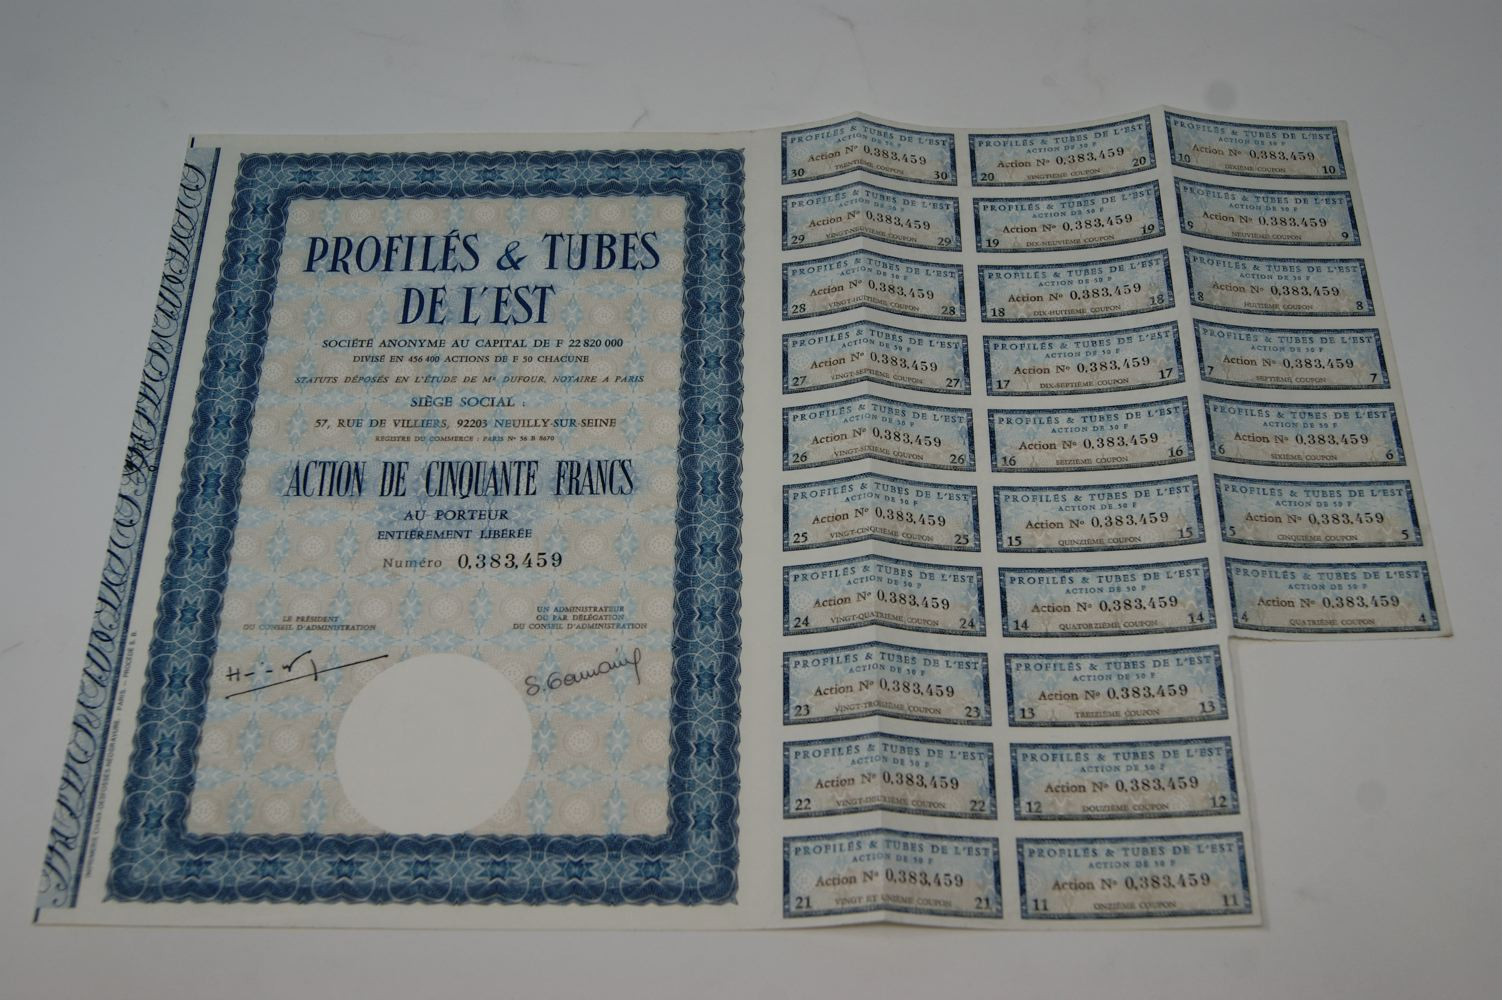 PROFILÉS & TUBES
DE L'EST
SOCIÉTÉ ANONYME AU CAPITAL DE F 22 820 000
DIVISÉ EN 456 400 ACTIONS DE F 50 CHACUNE
STATUTS DÉPOSÉS EN L'ÉTUDE DE Me DUFOUR, NOTAIRE A PARIS
SIÈGE SOCIAL :
57, RUE DE VILLIERS, 92203 NEUILLY-SUR-SEINE
REGISTRE DU COMMERCE : PARIS No 56 B 8670
ACTION DE CINQUANTE FRANCS
AU PORTEUR
ENTIÈREMENT LIBÉRÉE
Numéro 0,383,459
LE PRÉSIDENT
DU CONSEIL D'ADMINISTRATION
UN ADMINISTRATEUR
OU PAR DÉLÉGATION
DU CONSEIL D'ADMINISTRATION
S. Germain
PROFILÉS & TUBES DE L'EST
ACTION DE 50 F
Action No 0,383,459
30 TRENTIÈME COUPON 30
PROFILÉS & TUBES DE L'EST
ACTION DE 50 F
Action No 0,383,459
29 VINGT-NEUVIÈME COUPON 29
PROFILÉS & TUBES DE L'EST
ACTION DE 50 F
Action No 0,383,459
28 VINGT-HUITIÈME COUPON 28
PROFILÉS & TUBES DE L'EST
ACTION DE 50 F
Action No 0,383,459
27 VINGT-SEPTIÈME COUPON 27
PROFILÉS & TUBES DE L'EST
ACTION DE 50 F
Action No 0,383,459
26 VINGT-SIXIÈME COUPON 26
PROFILÉS & TUBES DE L'EST
ACTION DE 50 F
Action No 0,383,459
25 VINGT-CINQUIÈME COUPON 25
PROFILÉS & TUBES DE L'EST
ACTION DE 50 F
Action No 0,383,459
24 VINGT-QUATRIÈME COUPON 24
PROFILÉS & TUBES DE L'EST
ACTION DE 50 F
Action No 0,383,459
23 VINGT-TROISIÈME COUPON 23
PROFILÉS & TUBES DE L'EST
ACTION DE 50 F
Action No 0,383,459
22 VINGT-DEUXIÈME COUPON 22
PROFILÉS & TUBES DE L'EST
ACTION DE 50 F
Action No 0,383,459
21 VINGT ET UNIÈME COUPON 21
PROFILÉS & TUBES DE L'EST
ACTION DE 50 F
Action No 0,383,459
20 VINGTIÈME COUPON 20
PROFILÉS & TUBES DE L'EST
ACTION DE 50 F
Action No 0,383,459
19 DIX-NEUVIÈME COUPON 19
PROFILÉS & TUBES DE L'EST
ACTION DE 50 F
Action No 0,383,459
18 DIX-HUITIÈME COUPON 18
PROFILÉS & TUBES DE L'EST
ACTION DE 50 F
Action No 0,383,459
17 DIX-SEPTIÈME COUPON 17
PROFILÉS & TUBES DE L'EST
ACTION DE 50 F
Action No 0,383,459
16 SEIZIÈME COUPON 16
PROFILÉS & TUBES DE L'EST
ACTION DE 50 F
Action No 0,383,459
15 QUINZIÈME COUPON 15
PROFILÉS & TUBES DE L'EST
ACTION DE 50 F
Action No 0,383,459
14 QUATORZIÈME COUPON 14
PROFILÉS & TUBES DE L'EST
ACTION DE 50 F
Action No 0,383,459
13 TREIZIÈME COUPON 13
PROFILÉS & TUBES DE L'EST
ACTION DE 50 F
Action No 0,383,459
12 DOUZIÈME COUPON 12
PROFILÉS & TUBES DE L'EST
ACTION DE 50 F
Action No 0,383,459
11 ONZIÈME COUPON 11
PROFILÉS & TUBES DE L'EST
ACTION DE 50 F
Action No 0,383,459
10 DIXIÈME COUPON 10
PROFILÉS & TUBES DE L'EST
ACTION DE 50 F
Action No 0,383,459
9 NEUVIÈME COUPON 9
PROFILÉS & TUBES DE L'EST
ACTION DE 50 F
Action No 0,383,459
8 HUITIÈME COUPON 8
PROFILÉS & TUBES DE L'EST
ACTION DE 50 F
Action No 0,383,459
7 SEPTIÈME COUPON 7
PROFILÉS & TUBES DE L'EST
ACTION DE 50 F
Action No 0,383,459
6 SIXIÈME COUPON 6
PROFILÉS & TUBES DE L'EST
ACTION DE 50 F
Action No 0,383,459
5 CINQUIÈME COUPON 5
PROFILÉS & TUBES DE L'EST
ACTION DE 50 F
Action No 0,383,459
4 QUATRIÈME COUPON 4